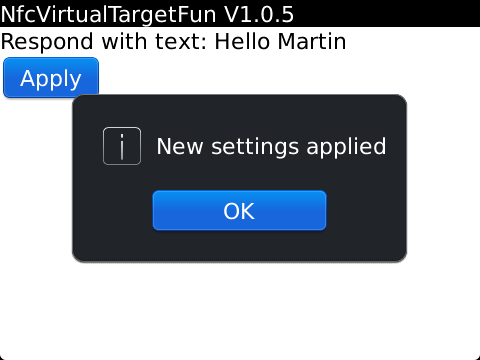 NfcVirtualTargetFun V1.0.5
Respond with text: Hello Martin
Apply
New settings applied
OK